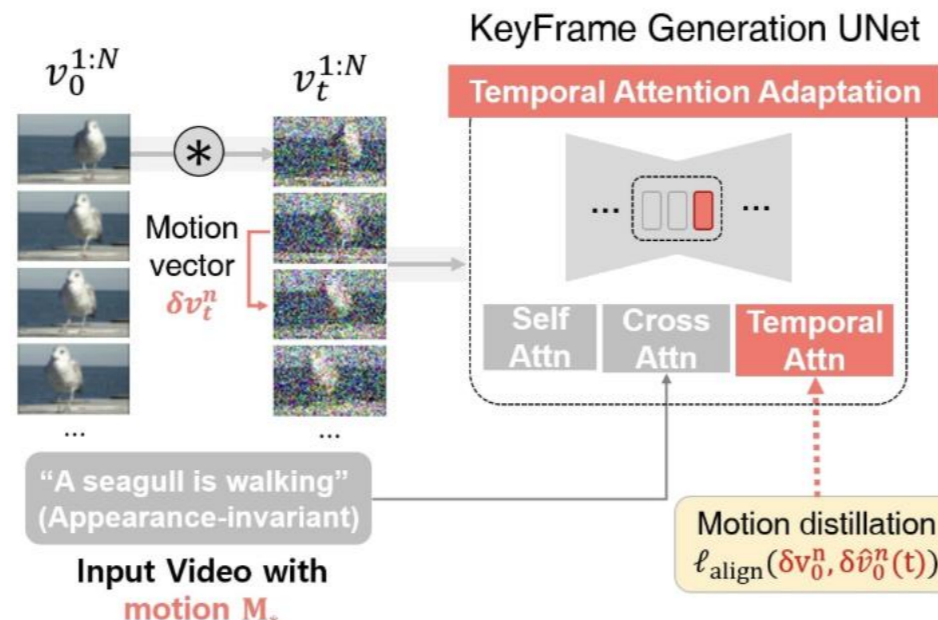 KeyFrame Generation UNet
v_0^{1:N}
v_t^{1:N}
Temporal Attention Adaptation
*
Motion
vector
δv_t^n
...
...
Self
Attn
Cross
Attn
Temporal
Attn
...
...
“A seagull is walking”
(Appearance-invariant)
Motion distillation
ℓ_align(δv_0^n, δv̂_0^n(t))
Input Video with
motion M_*